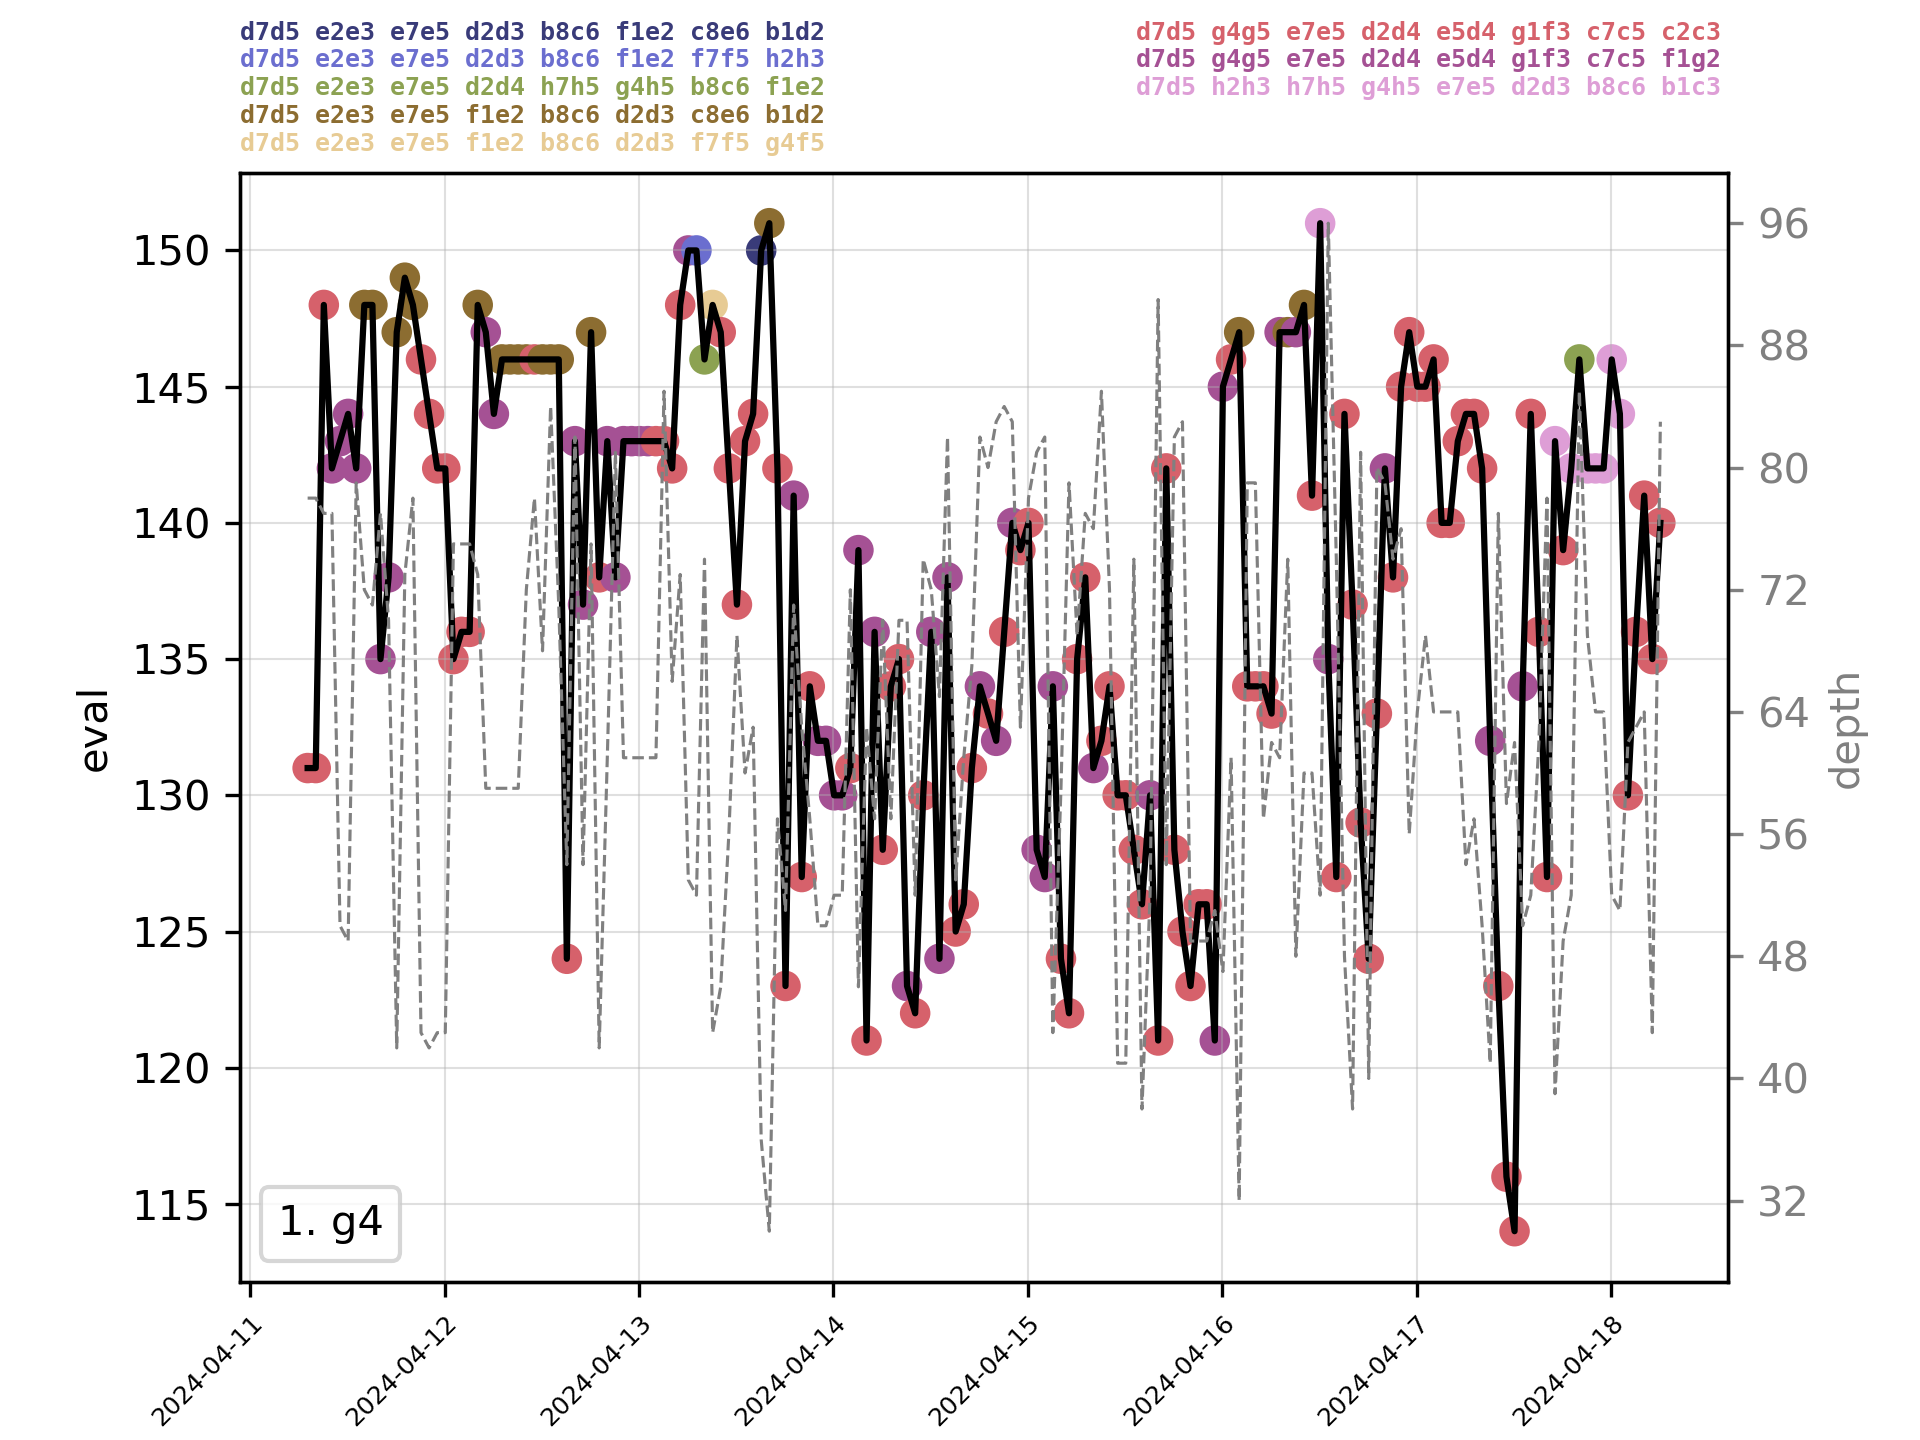 d7d5 e2e3 e7e5 d2d3 b8c6 f1e2 c8e6 b1d2
d7d5 e2e3 e7e5 d2d3 b8c6 f1e2 f7f5 h2h3
d7d5 e2e3 e7e5 d2d4 h7h5 g4h5 b8c6 f1e2
d7d5 e2e3 e7e5 f1e2 b8c6 d2d3 c8e6 b1d2
d7d5 e2e3 e7e5 f1e2 b8c6 d2d3 f7f5 g4f5
d7d5 g4g5 e7e5 d2d4 e5d4 g1f3 c7c5 c2c3
d7d5 g4g5 e7e5 d2d4 e5d4 g1f3 c7c5 f1g2
d7d5 h2h3 h7h5 g4h5 e7e5 d2d3 b8c6 b1c3
eval
150
145
140
135
130
125
120
115
96
88
80
72
64
56
48
40
32
depth
1. g4
2024-04-11
2024-04-12
2024-04-13
2024-04-14
2024-04-15
2024-04-16
2024-04-17
2024-04-18